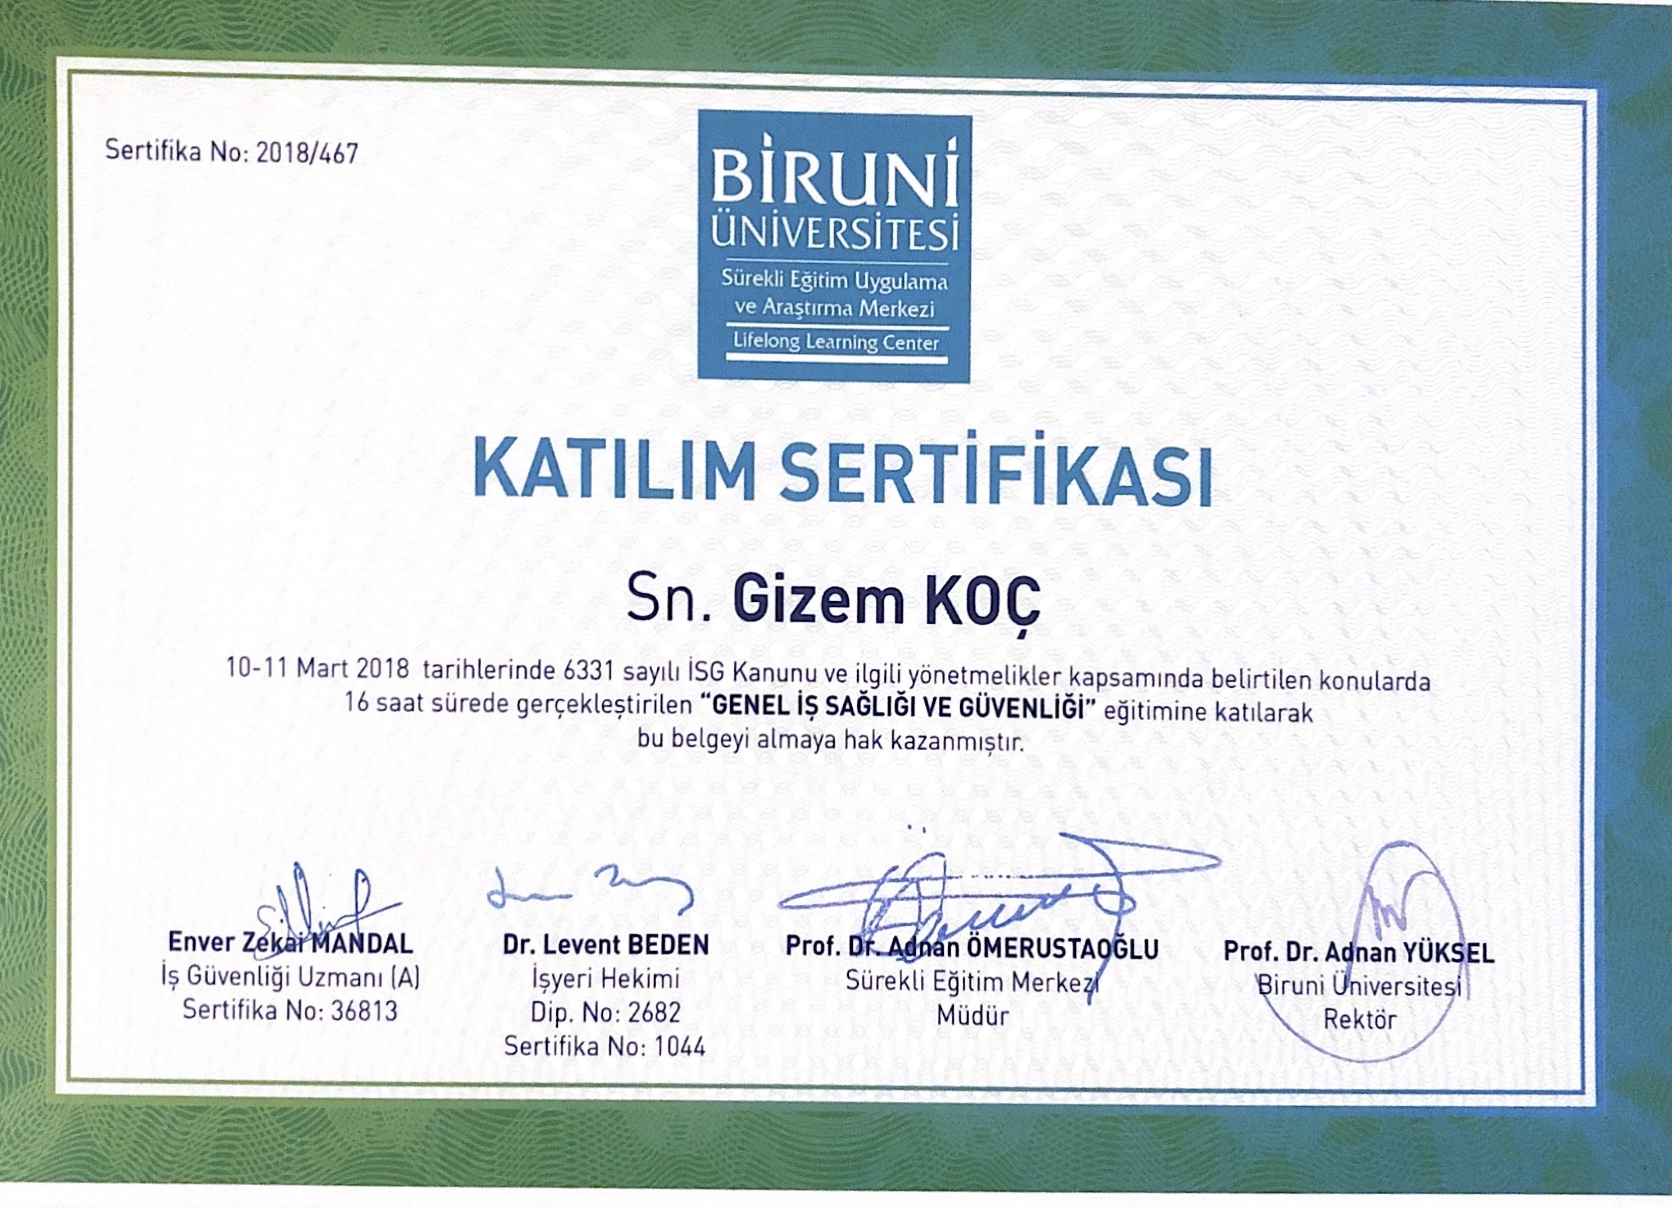 Sertifika No: 2018/467
BİRUNİ
ÜNİVERSİTESİ
Sürekli Eğitim Uygulama
ve Araştırma Merkezi
Lifelong Learning Center
KATILIM SERTİFİKASI
Sn. Gizem KOÇ
10-11 Mart 2018 tarihlerinde 6331 sayılı İSG Kanunu ve ilgili yönetmelikler kapsamında belirtilen konularda
16 saat sürede gerçekleştirilen “GENEL İŞ SAĞLIĞI VE GÜVENLİĞİ” eğitimine katılarak
bu belgeyi almaya hak kazanmıştır.
Enver Zekai MANDAL
İş Güvenliği Uzmanı (A)
Sertifika No: 36813
Dr. Levent BEDEN
İşyeri Hekimi
Dip. No: 2682
Sertifika No: 1044
Prof. Dr. Adnan ÖMERUSTAOĞLU
Sürekli Eğitim Merkezi
Müdür
Prof. Dr. Adnan YÜKSEL
Biruni Üniversitesi
Rektör